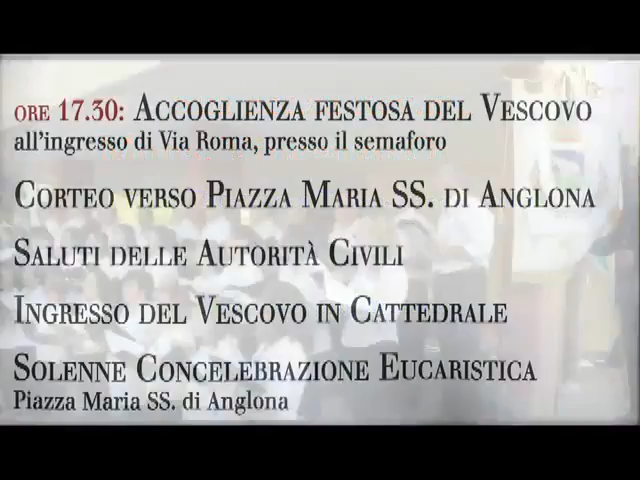 ORE 17.30: ACCOGLIENZA FESTOSA DEL VESCOVO
all'ingresso di Via Roma, presso il semaforo
CORTEO VERSO PIAZZA MARIA SS. DI ANGLONA
SALUTI DELLE AUTORITÀ CIVILI
INGRESSO DEL VESCOVO IN CATTEDRALE
SOLENNE CONCELEBRAZIONE EUCARISTICA
Piazza Maria SS. di Anglona